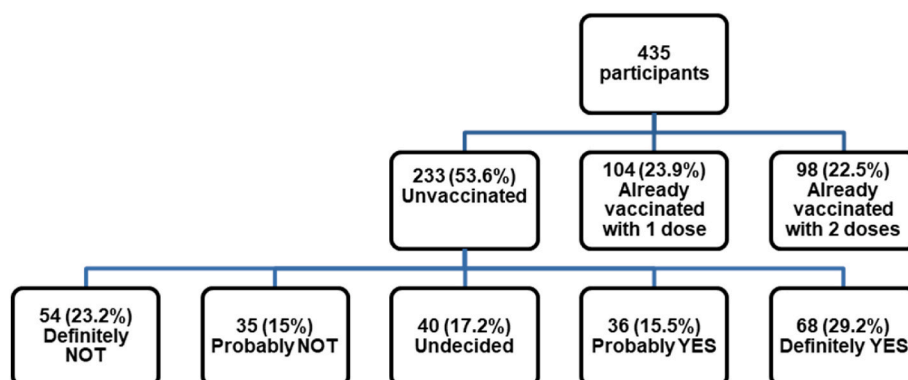 435
participants
233 (53.6%)
Unvaccinated
104 (23.9%)
Already
vaccinated
with 1 dose
98 (22.5%)
Already
vaccinated
with 2 doses
54 (23.2%)
Definitely
NOT
35 (15%)
Probably NOT
40 (17.2%)
Undecided
36 (15.5%)
Probably YES
68 (29.2%)
Definitely YES